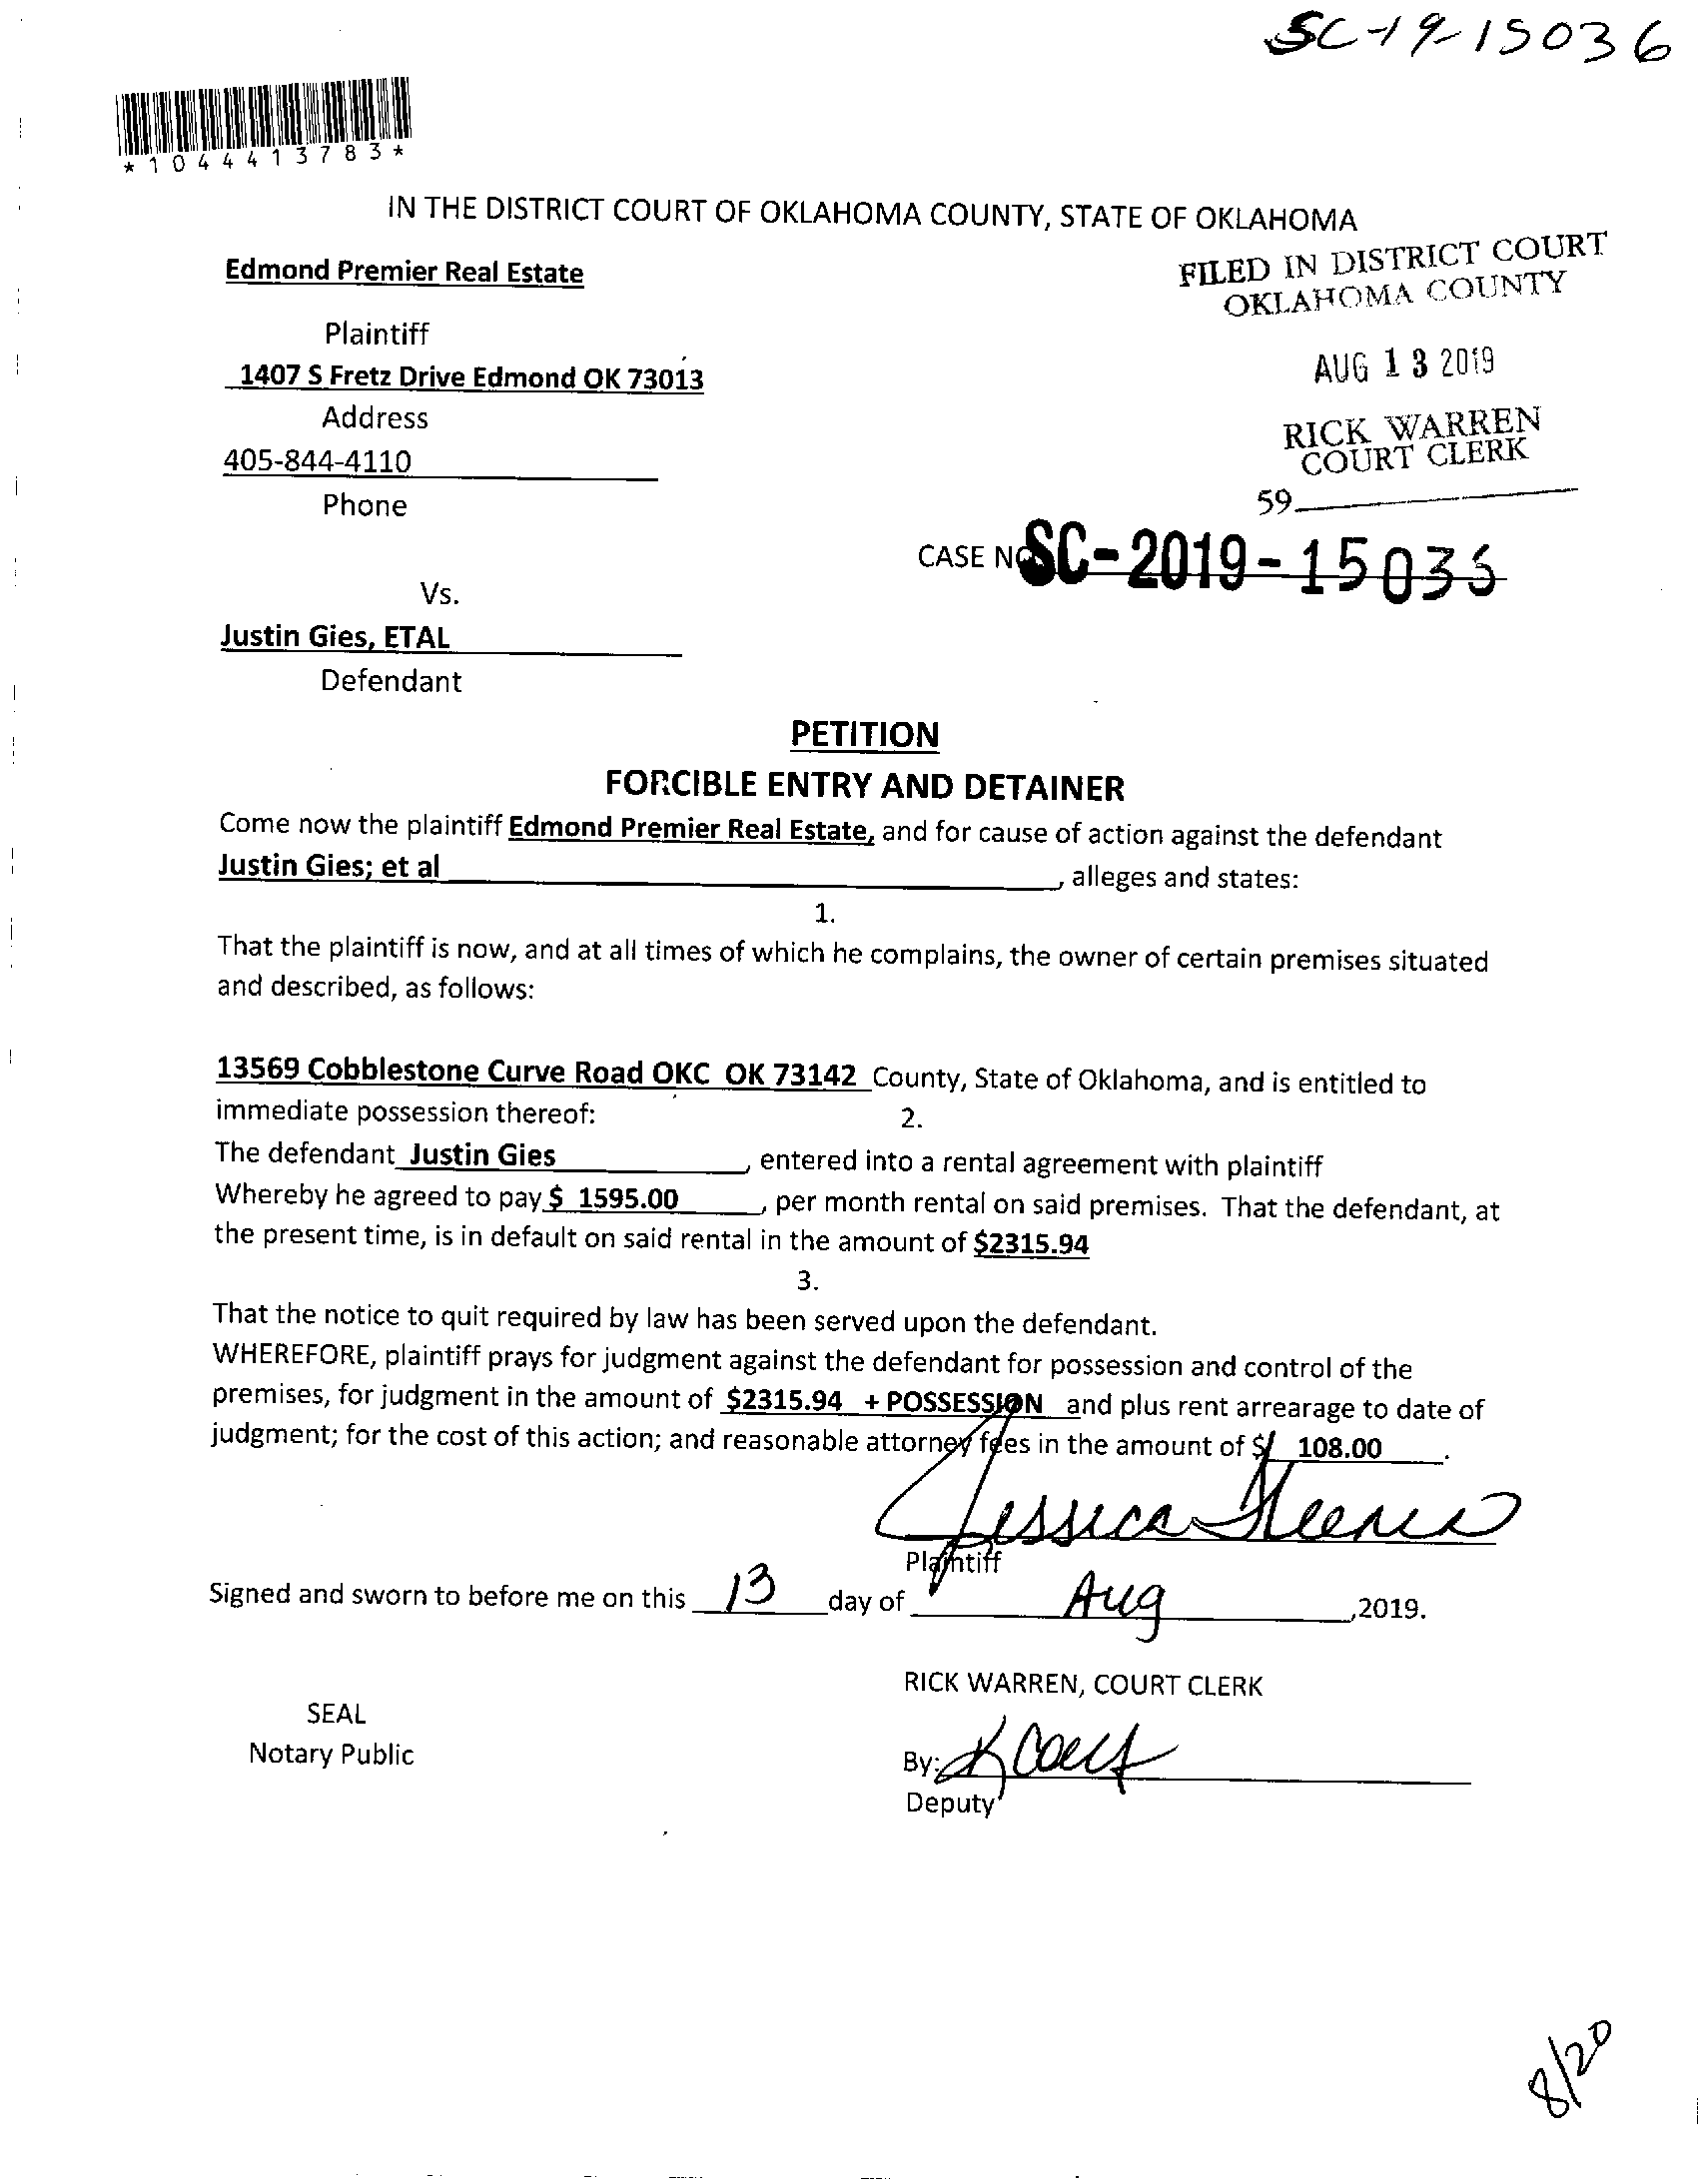 SC-19-15036
*1044413783*
IN THE DISTRICT COURT OF OKLAHOMA COUNTY, STATE OF OKLAHOMA
Edmond Premier Real Estate
FILED IN DISTRICT COURT
OKLAHOMA COUNTY
Plaintiff
1407 S Fretz Drive Edmond OK 73013
AUG 13 2019
Address
RICK WARREN
COURT CLERK
405-844-4110
Phone
59
CASE NO SC-2019-15036
Vs.
Justin Gies, ETAL
Defendant
PETITION
FORCIBLE ENTRY AND DETAINER
Come now the plaintiff Edmond Premier Real Estate, and for cause of action against the defendant
Justin Gies; et al, alleges and states:
1.
That the plaintiff is now, and at all times of which he complains, the owner of certain premises situated
and described, as follows:
13569 Cobblestone Curve Road OKC OK 73142 County, State of Oklahoma, and is entitled to
immediate possession thereof:
2.
The defendant Justin Gies, entered into a rental agreement with plaintiff
Whereby he agreed to pay $ 1595.00, per month rental on said premises. That the defendant, at
the present time, is in default on said rental in the amount of $2315.94
3.
That the notice to quit required by law has been served upon the defendant.
WHEREFORE, plaintiff prays for judgment against the defendant for possession and control of the
premises, for judgment in the amount of $2315.94 + POSSESSION and plus rent arrearage to date of
judgment; for the cost of this action; and reasonable attorney fees in the amount of $ 108.00.
Jessica
Plaintiff
Signed and sworn to before me on this 13 day of Aug ,2019.
RICK WARREN, COURT CLERK
SEAL
Notary Public
By:
Deputy
8/20